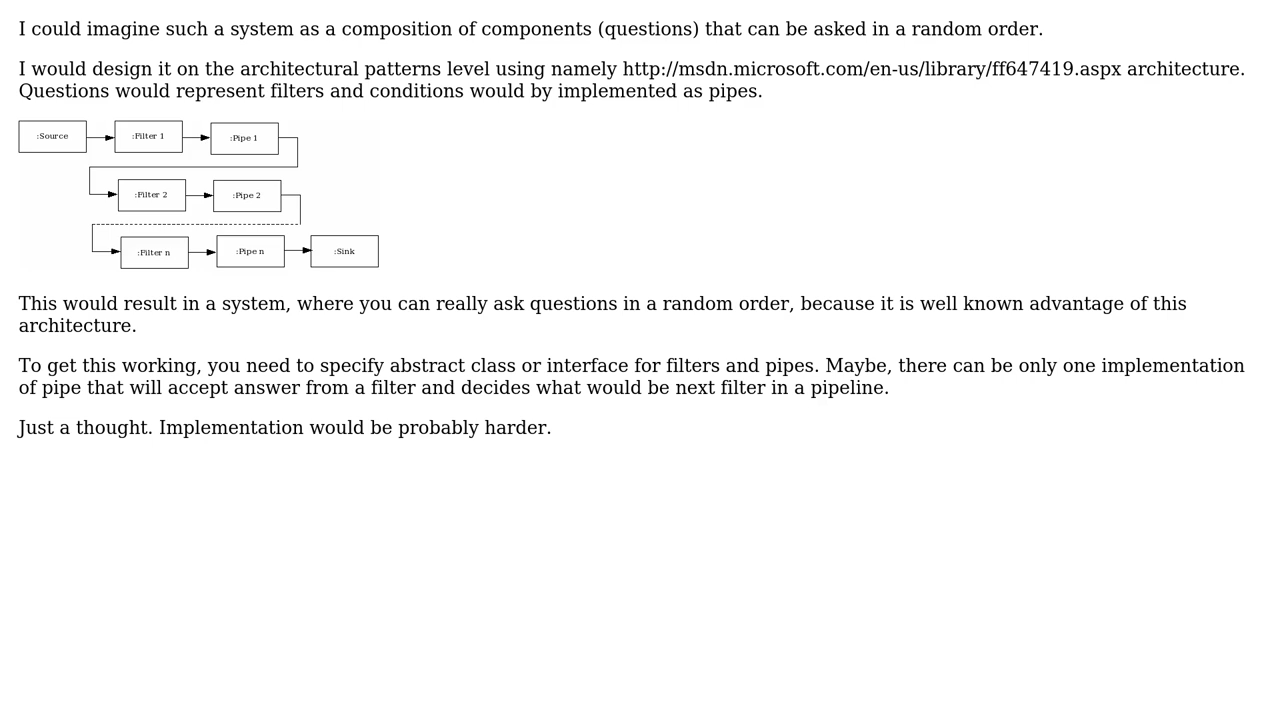 I could imagine such a system as a composition of components (questions) that can be asked in a random order.
I would design it on the architectural patterns level using namely http://msdn.microsoft.com/en-us/library/ff647419.aspx architecture.
Questions would represent filters and conditions would by implemented as pipes.
:Source
:Filter 1
:Pipe 1
:Filter 2
:Pipe 2
:Filter n
:Pipe n
:Sink
This would result in a system, where you can really ask questions in a random order, because it is well known advantage of this
architecture.
To get this working, you need to specify abstract class or interface for filters and pipes. Maybe, there can be only one implementation
of pipe that will accept answer from a filter and decides what would be next filter in a pipeline.
Just a thought. Implementation would be probably harder.